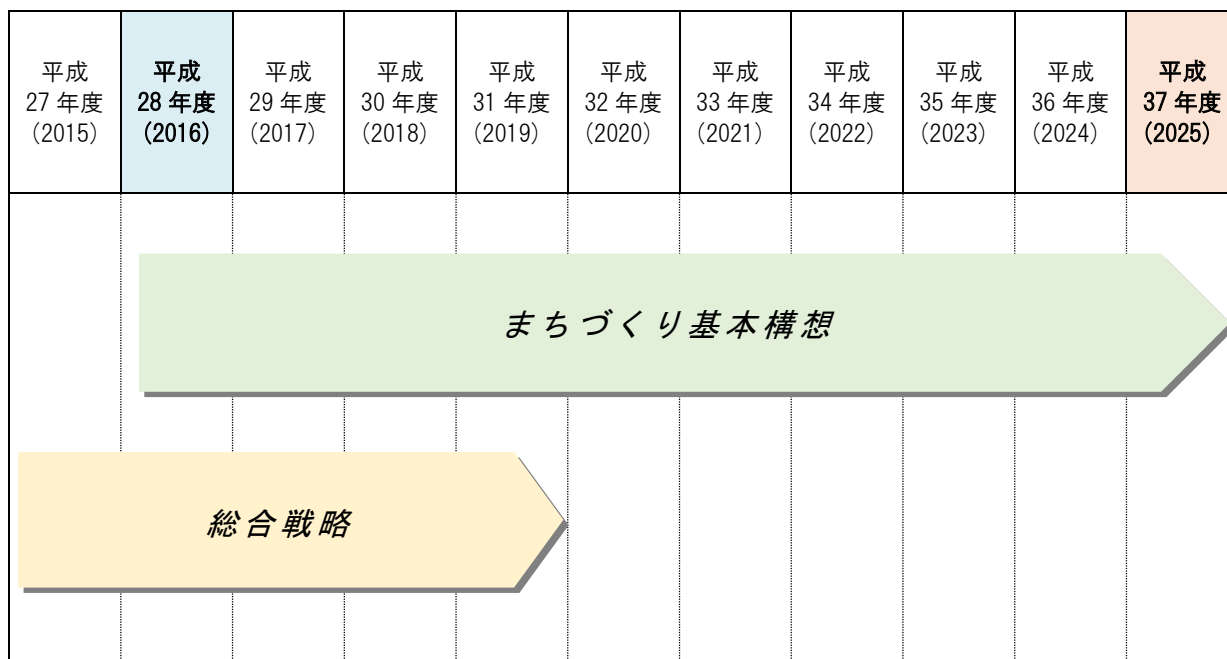 平成
27 年度
(2015)
平成
28 年度
(2016)
平成
29 年度
(2017)
平成
30 年度
(2018)
平成
31 年度
(2019)
平成
32 年度
(2020)
平成
33 年度
(2021)
平成
34 年度
(2022)
平成
35 年度
(2023)
平成
36 年度
(2024)
平成
37 年度
(2025)
まちづくり基本構想
総合戦略